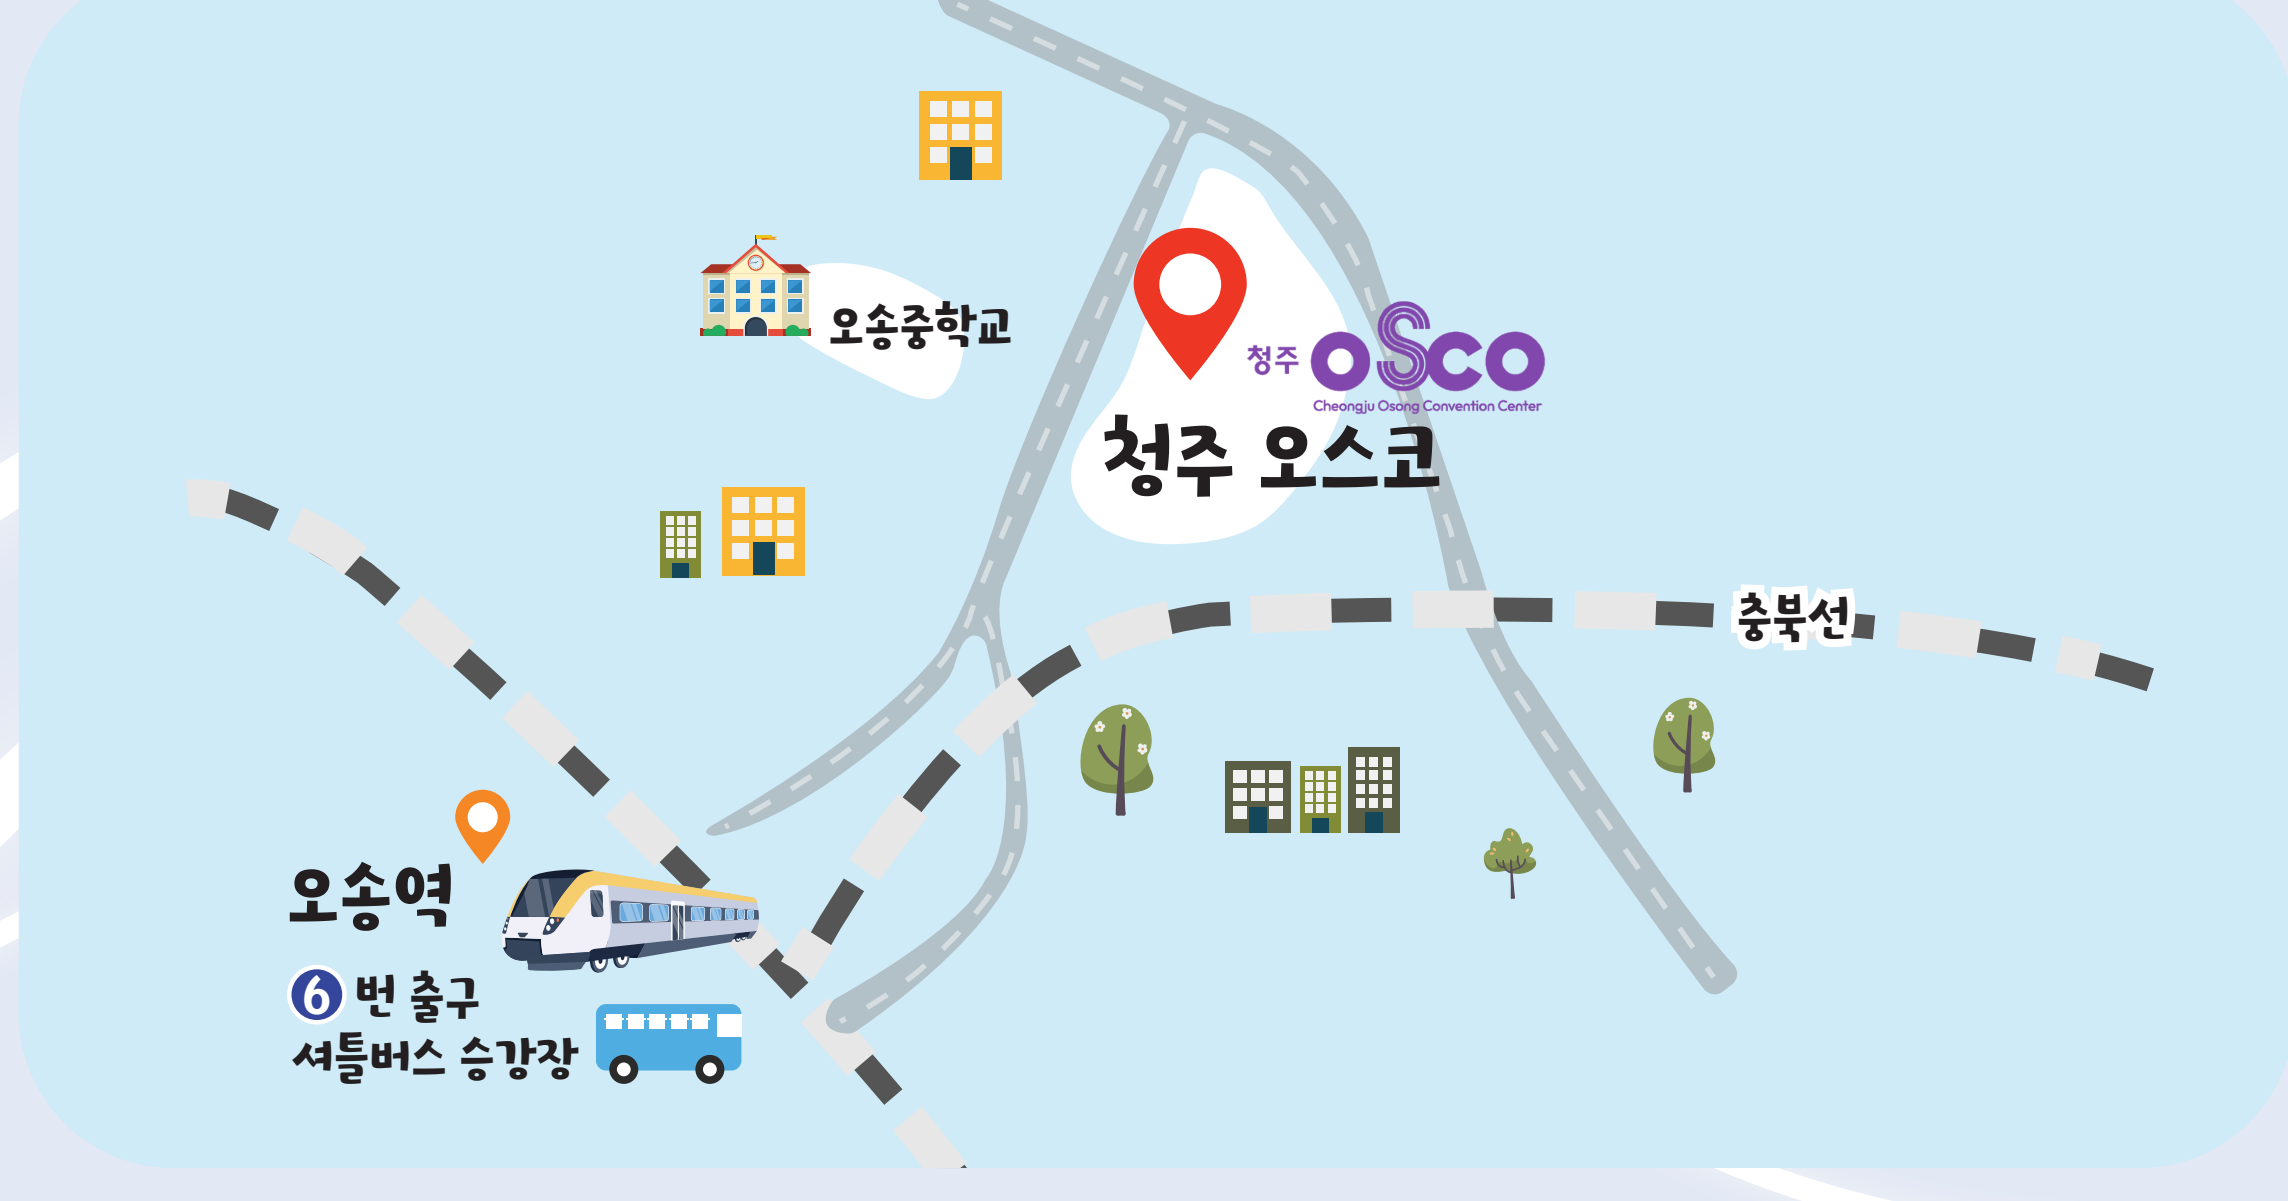 오송중학교
청주 OSCO
Cheongju Osong Convention Center
청주 오스코
충북선
오송역
6 번 출구
셔틀버스 승강장